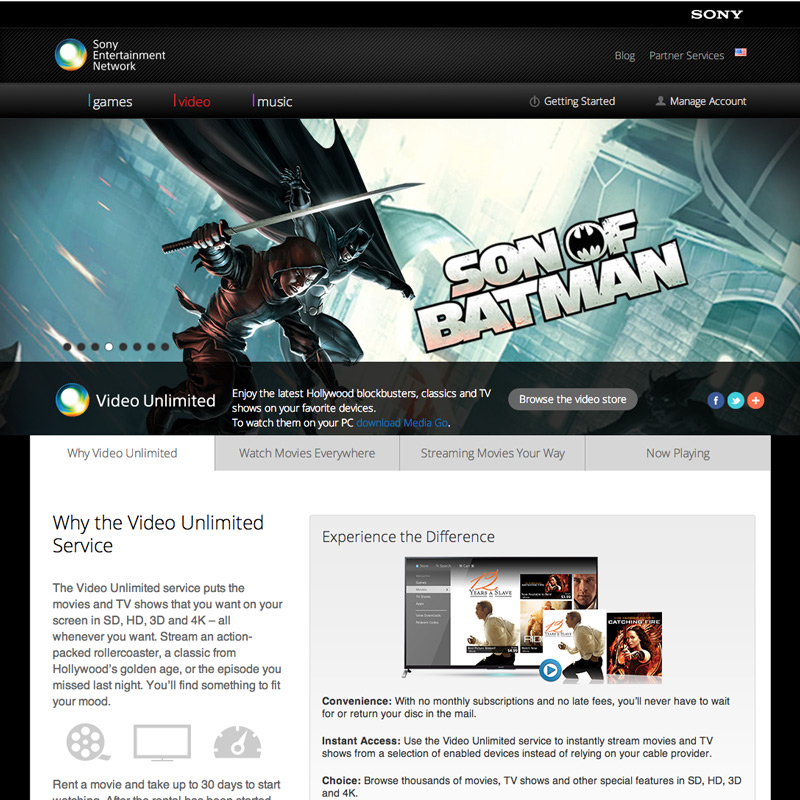 SONY
Sony
Entertainment
Network
Blog Partner Services
games video music Getting Started Manage Account
SON OF
BATMAN
Video Unlimited
Enjoy the latest Hollywood blockbusters, classics and TV
shows on your favorite devices.
To watch them on your PC download Media Go.
Browse the video store
Why Video Unlimited Watch Movies Everywhere Streaming Movies Your Way Now Playing
Why the Video Unlimited
Service
The Video Unlimited service puts the
movies and TV shows that you want on your
screen in SD, HD, 3D and 4K – all
whenever you want. Stream an action-
packed rollercoaster, a classic from
Hollywood's golden age, or the episode you
missed last night. You'll find something to fit
your mood.
Rent a movie and take up to 30 days to start
watching. After the rental has been started
Experience the Difference
12
YEARS A SLAVE
CATCHING FIRE
Convenience: With no monthly subscriptions and no late fees, you'll never have to wait
for or return your disc in the mail.
Instant Access: Use the Video Unlimited service to instantly stream movies and TV
shows from a selection of enabled devices instead of relying on your cable provider.
Choice: Browse thousands of movies, TV shows and other special features in SD, HD, 3D
and 4K.